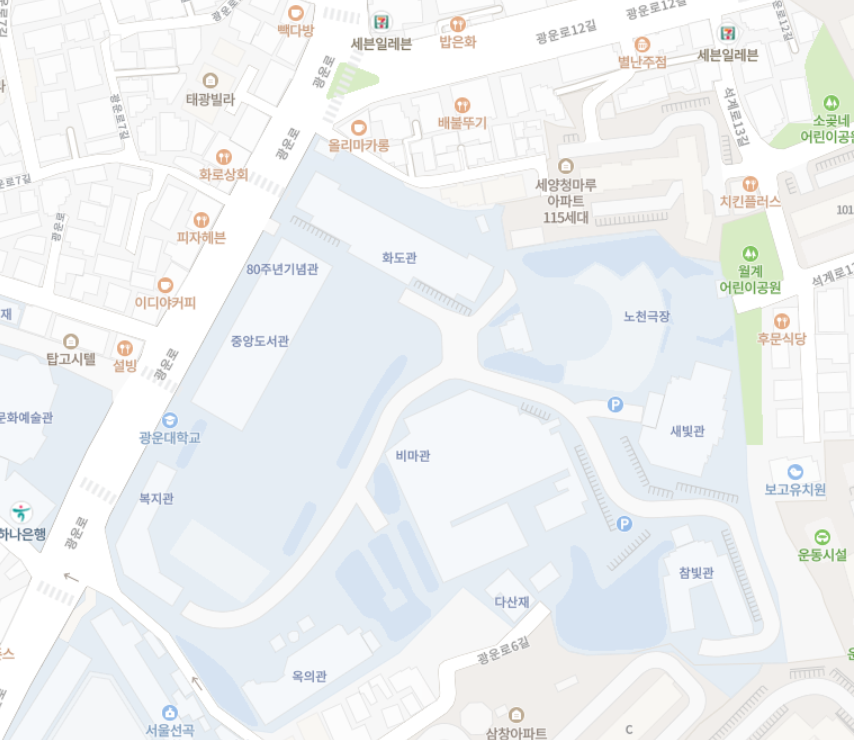 광운로12길
광운로12길
빽다방
세븐일레븐
밥은화
별난주점
세븐일레븐
광운로
태광빌라
광운로7길
배불뚝기
올리마카롱
석계로13길
소곶네
어린이공원
광운로
화로상회
세양청마루
아파트
115세대
치킨플러스
101
광운로
피자헤븐
화도관
80주년기념관
월계
어린이공원
이디야커피
재
노천극장
중앙도서관
후문식당
탑고시텔
설빙
광운로
P
문화예술관
광운대학교
새빛관
비마관
보고유치원
복지관
하나은행
광운로
P
운동시설
참빛관
다산재
광운로6길
옥의관
서울선곡
삼창아파트
C